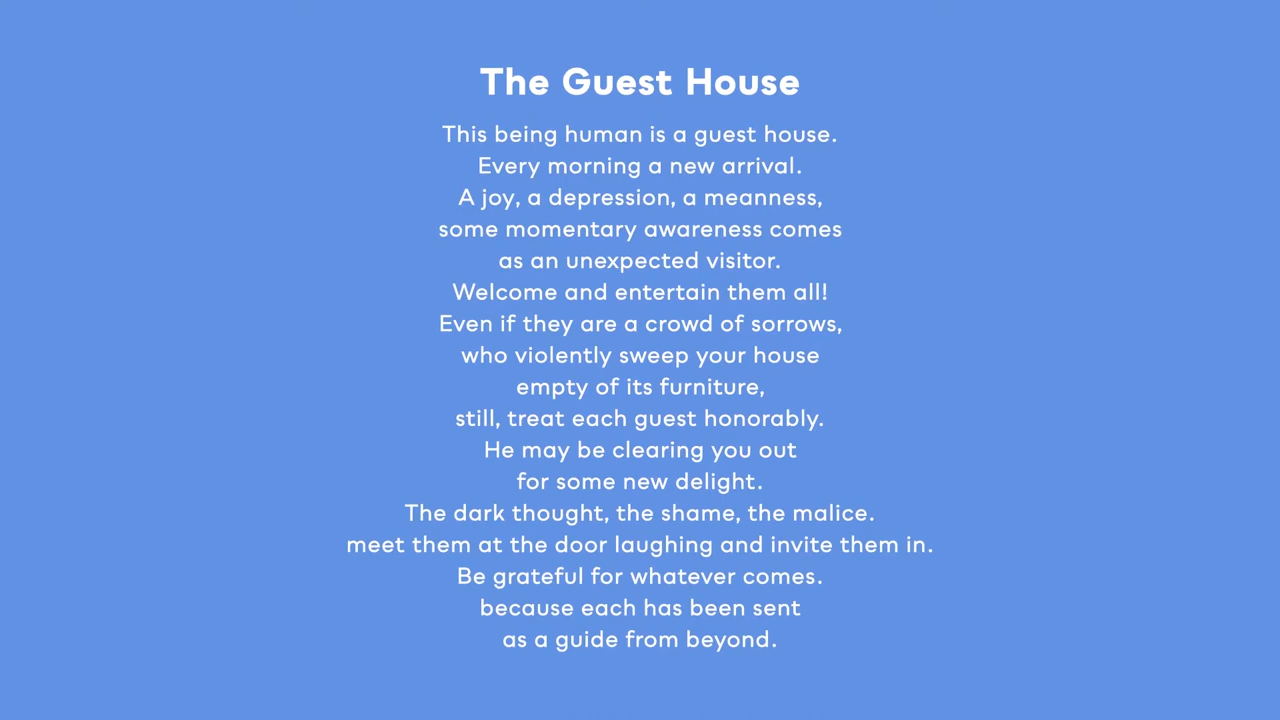 The Guest House
This being human is a guest house.
Every morning a new arrival.
A joy, a depression, a meanness,
some momentary awareness comes
as an unexpected visitor.
Welcome and entertain them all!
Even if they are a crowd of sorrows,
who violently sweep your house
empty of its furniture,
still, treat each guest honorably.
He may be clearing you out
for some new delight.
The dark thought, the shame, the malice.
meet them at the door laughing and invite them in.
Be grateful for whatever comes.
because each has been sent
as a guide from beyond.